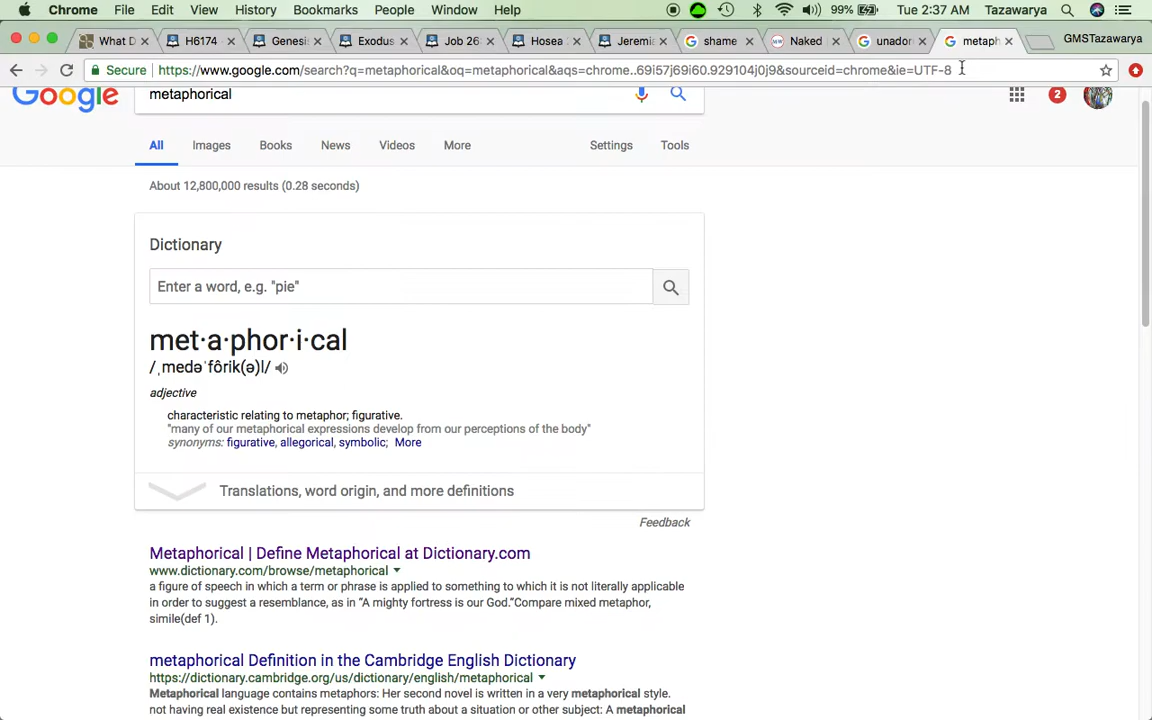 Chrome File Edit View History Bookmarks People Window Help 99% Tue 2:37 AM Tazawarya
What D H6174 - Genesis Exodus Job 26: Hosea Jeremia shame Naked unador metaph GMSTazawarya
Secure https://www.google.com/search?q=metaphorical&oq=metaphorical&aqs=chrome..69i57j69i60.929104j0j9&sourceid=chrome&ie=UTF-8
Google metaphorical 2
All Images Books News Videos More Settings Tools
About 12,800,000 results (0.28 seconds)
Dictionary
Enter a word, e.g. "pie"
met·a·phor·i·cal
/ˌmedəˈfôrik(ə)l/
adjective
characteristic relating to metaphor; figurative.
"many of our metaphorical expressions develop from our perceptions of the body"
synonyms: figurative, allegorical, symbolic; More
Translations, word origin, and more definitions
Feedback
Metaphorical | Define Metaphorical at Dictionary.com
www.dictionary.com/browse/metaphorical
a figure of speech in which a term or phrase is applied to something to which it is not literally applicable
in order to suggest a resemblance, as in “A mighty fortress is our God.”Compare mixed metaphor,
simile(def 1).
metaphorical Definition in the Cambridge English Dictionary
https://dictionary.cambridge.org/us/dictionary/english/metaphorical
Metaphorical language contains metaphors: Her second novel is written in a very metaphorical style.
not having real existence but representing some truth about a situation or other subject: A metaphorical